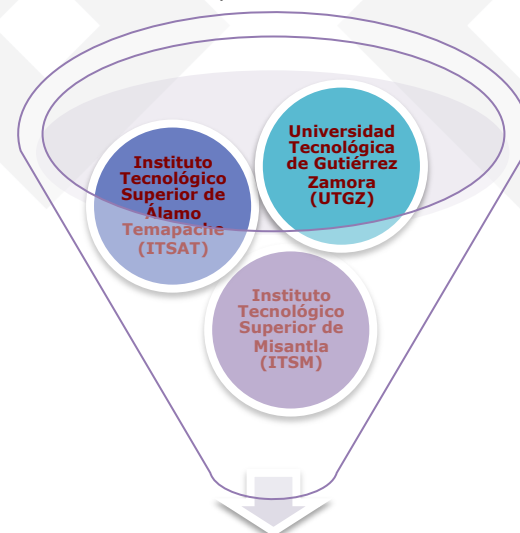 Instituto
Tecnológico
Superior de
Álamo
Temapache
(ITSAT)
Universidad
Tecnológica
de Gutiérrez
Zamora
(UTGZ)
Instituto
Tecnológico
Superior de
Misantla
(ITSM)